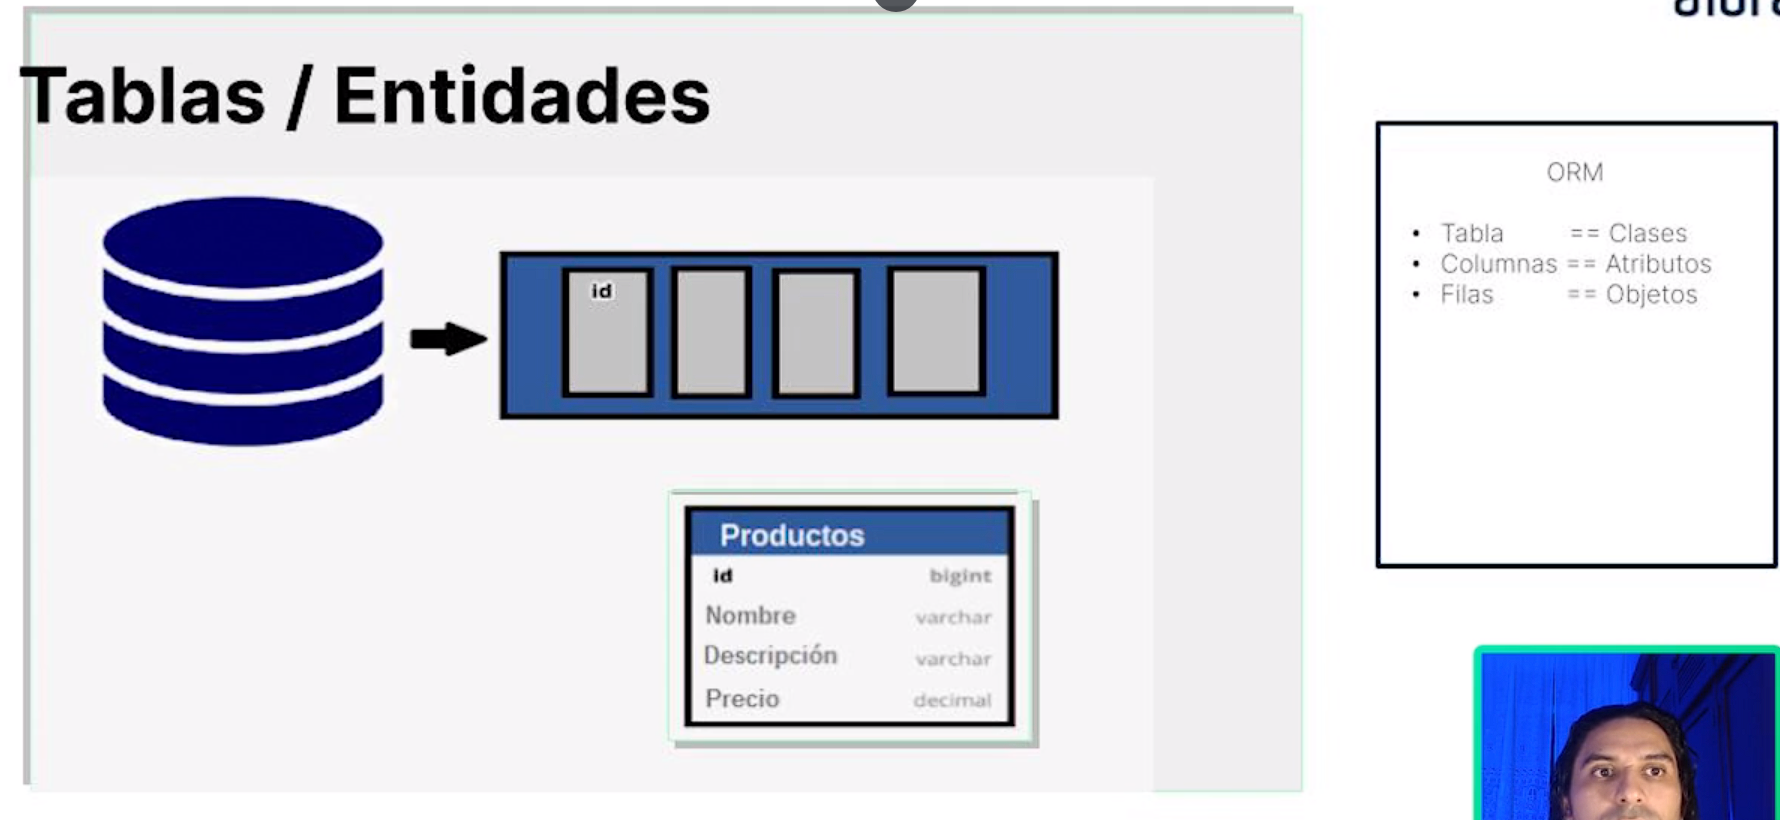 Tablas / Entidades
id
Productos
id bigint
Nombre varchar
Descripción varchar
Precio decimal
ORM
• Tabla == Clases
• Columnas == Atributos
• Filas == Objetos